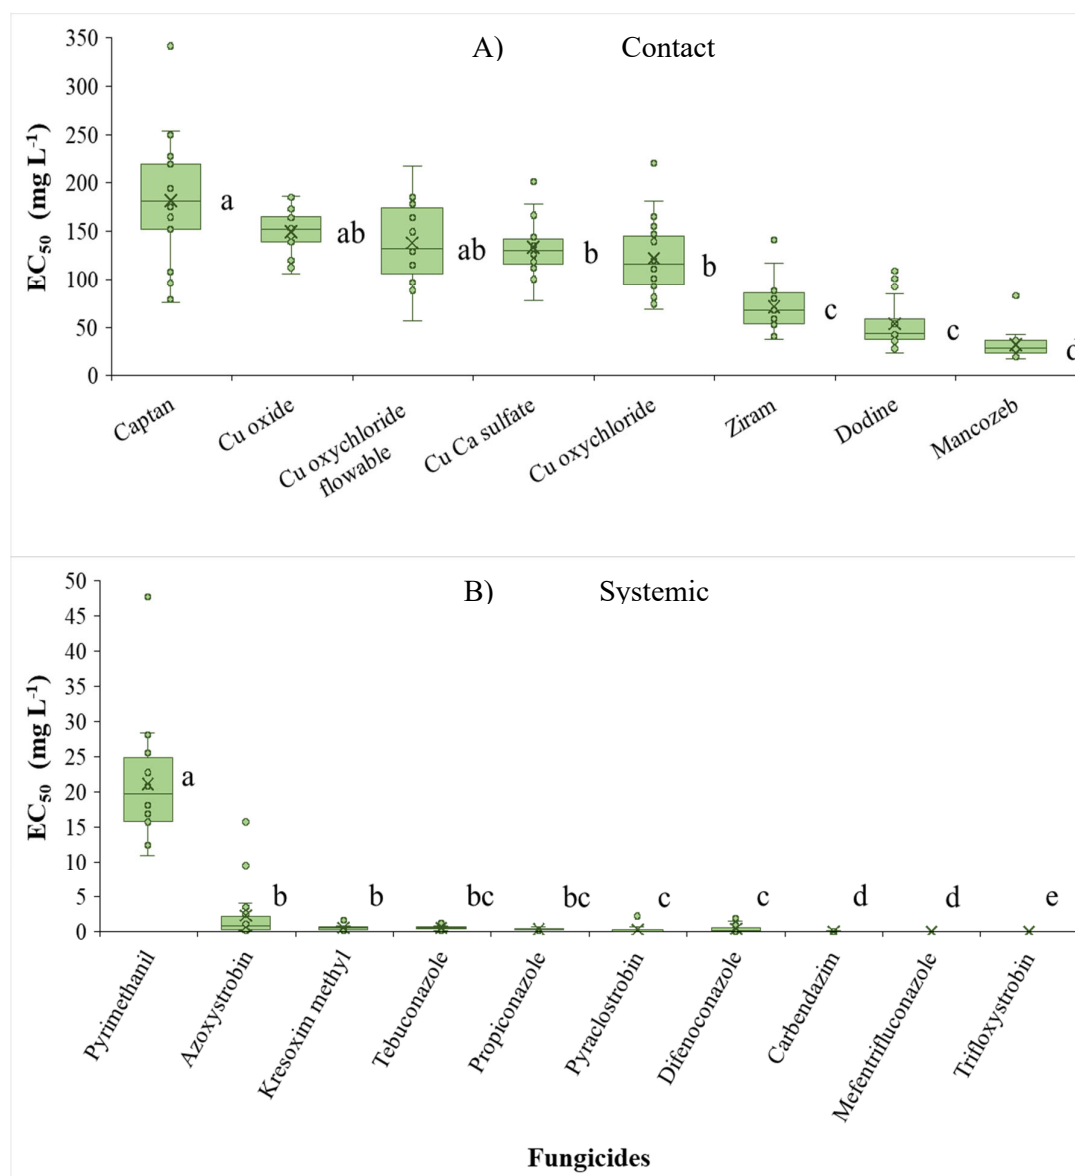 A) Contact
EC50 (mg L-1)
350
300
250
200
150
100
50
0
a
ab
ab
b
b
c
c
d
Captan
Cu oxide
Cu oxychloride
flowable
Cu Ca sulfate
Cu oxychloride
Ziram
Dodine
Mancozeb
B) Systemic
EC50 (mg L-1)
50
45
40
35
30
25
20
15
10
5
0
a
b
b
bc
bc
c
c
d
d
e
Pyrimethanil
Azoxystrobin
Kresoxim methyl
Tebuconazole
Propiconazole
Pyraclostrobin
Difenoconazole
Carbendazim
Mefentrifluconazole
Trifloxystrobin
Fungicides